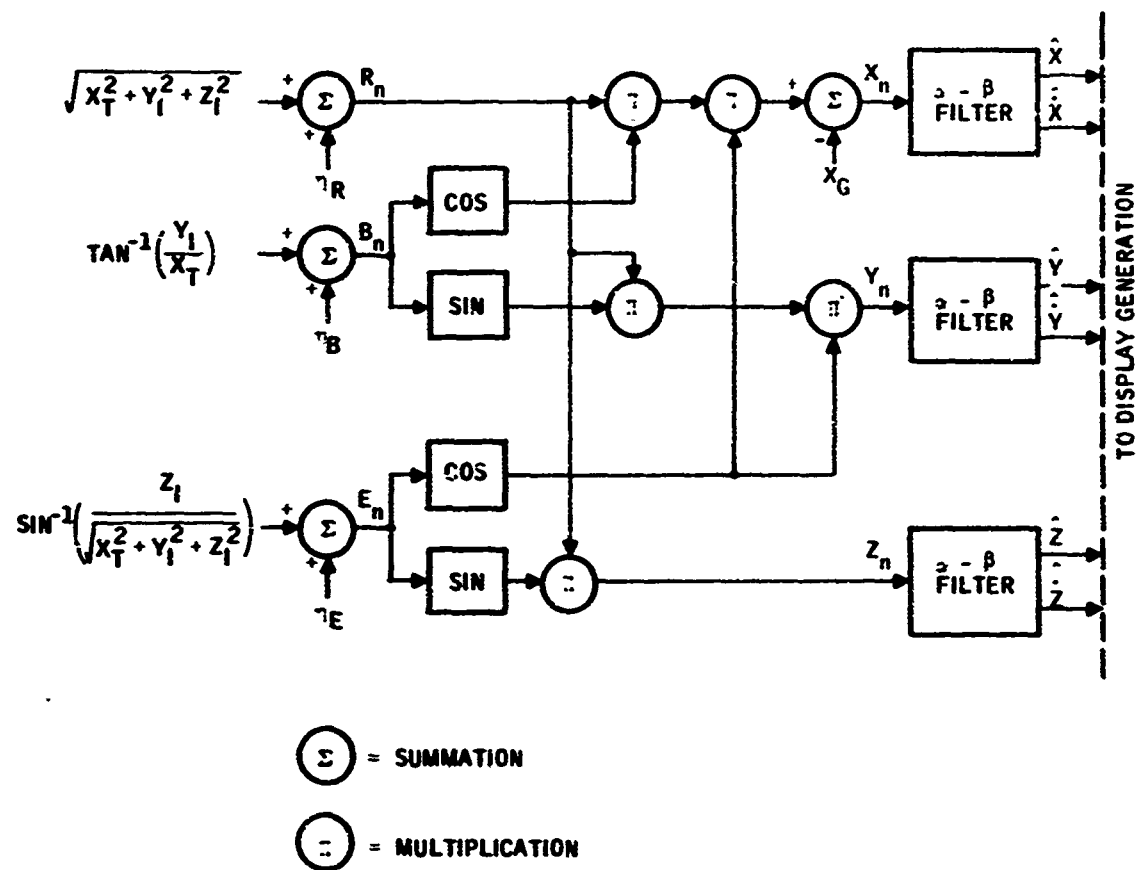 √(X_T² + Y_I² + Z_I²)
+
Σ
R_n
+
η_R
COS
Π
Π
+
Σ
-
X_G
X_n
α - β
FILTER
X̂
X̂̇
TAN⁻¹(Y_I / X_T)
+
Σ
B_n
+
η_B
SIN
Π
Π
Y_n
α - β
FILTER
Ŷ
Ŷ̇
SIN⁻¹(Z_I / √(X_T² + Y_I² + Z_I²))
+
Σ
E_n
+
η_E
COS
SIN
Π
Z_n
α - β
FILTER
Ẑ
Ẑ̇
TO DISPLAY GENERATION
Σ = SUMMATION
Π = MULTIPLICATION